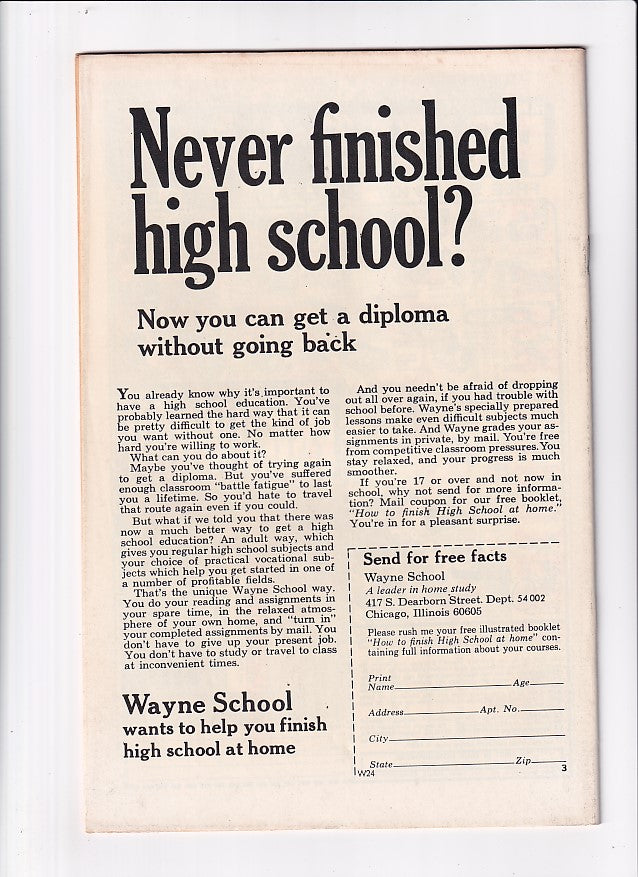 Never finished
high school?
Now you can get a diploma
without going back
You already know why it's important to
have a high school education. You've
probably learned the hard way that it can
be pretty difficult to get the kind of job
you want without one. No matter how
hard you're willing to work.
What can you do about it?
Maybe you've thought of trying again
to get a diploma. But you've suffered
enough classroom "battle fatigue" to last
you a lifetime. So you'd hate to travel
that route again even if you could.
But what if we told you that there was
now a much better way to get a high
school education? An adult way, which
gives you regular high school subjects and
your choice of practical vocational sub-
jects which help you get started in one of
a number of profitable fields.
That's the unique Wayne School way.
You do your reading and assignments in
your spare time, in the relaxed atmos-
phere of your own home, and "turn in"
your completed assignments by mail. You
don't have to give up your present job.
You don't have to study or travel to class
at inconvenient times.
Wayne School
wants to help you finish
high school at home
And you needn't be afraid of dropping
out all over again, if you had trouble with
school before. Wayne's specially prepared
lessons make even difficult subjects much
easier to take. And Wayne grades your as-
signments in private, by mail. You're free
from competitive classroom pressures. You
stay relaxed, and your progress is much
smoother.
If you're 17 or over and not now in
school, why not send for more informa-
tion? Mail coupon for our free booklet,
"How to finish High School at home."
You're in for a pleasant surprise.
Send for free facts
Wayne School
A leader in home study
417 S. Dearborn Street. Dept. 54 002
Chicago, Illinois 60605
Please rush me your free illustrated booklet
"How to finish High School at home" con-
taining full information about your courses.
Print
Name Age
Address Apt. No.
City
State Zip
W24 3